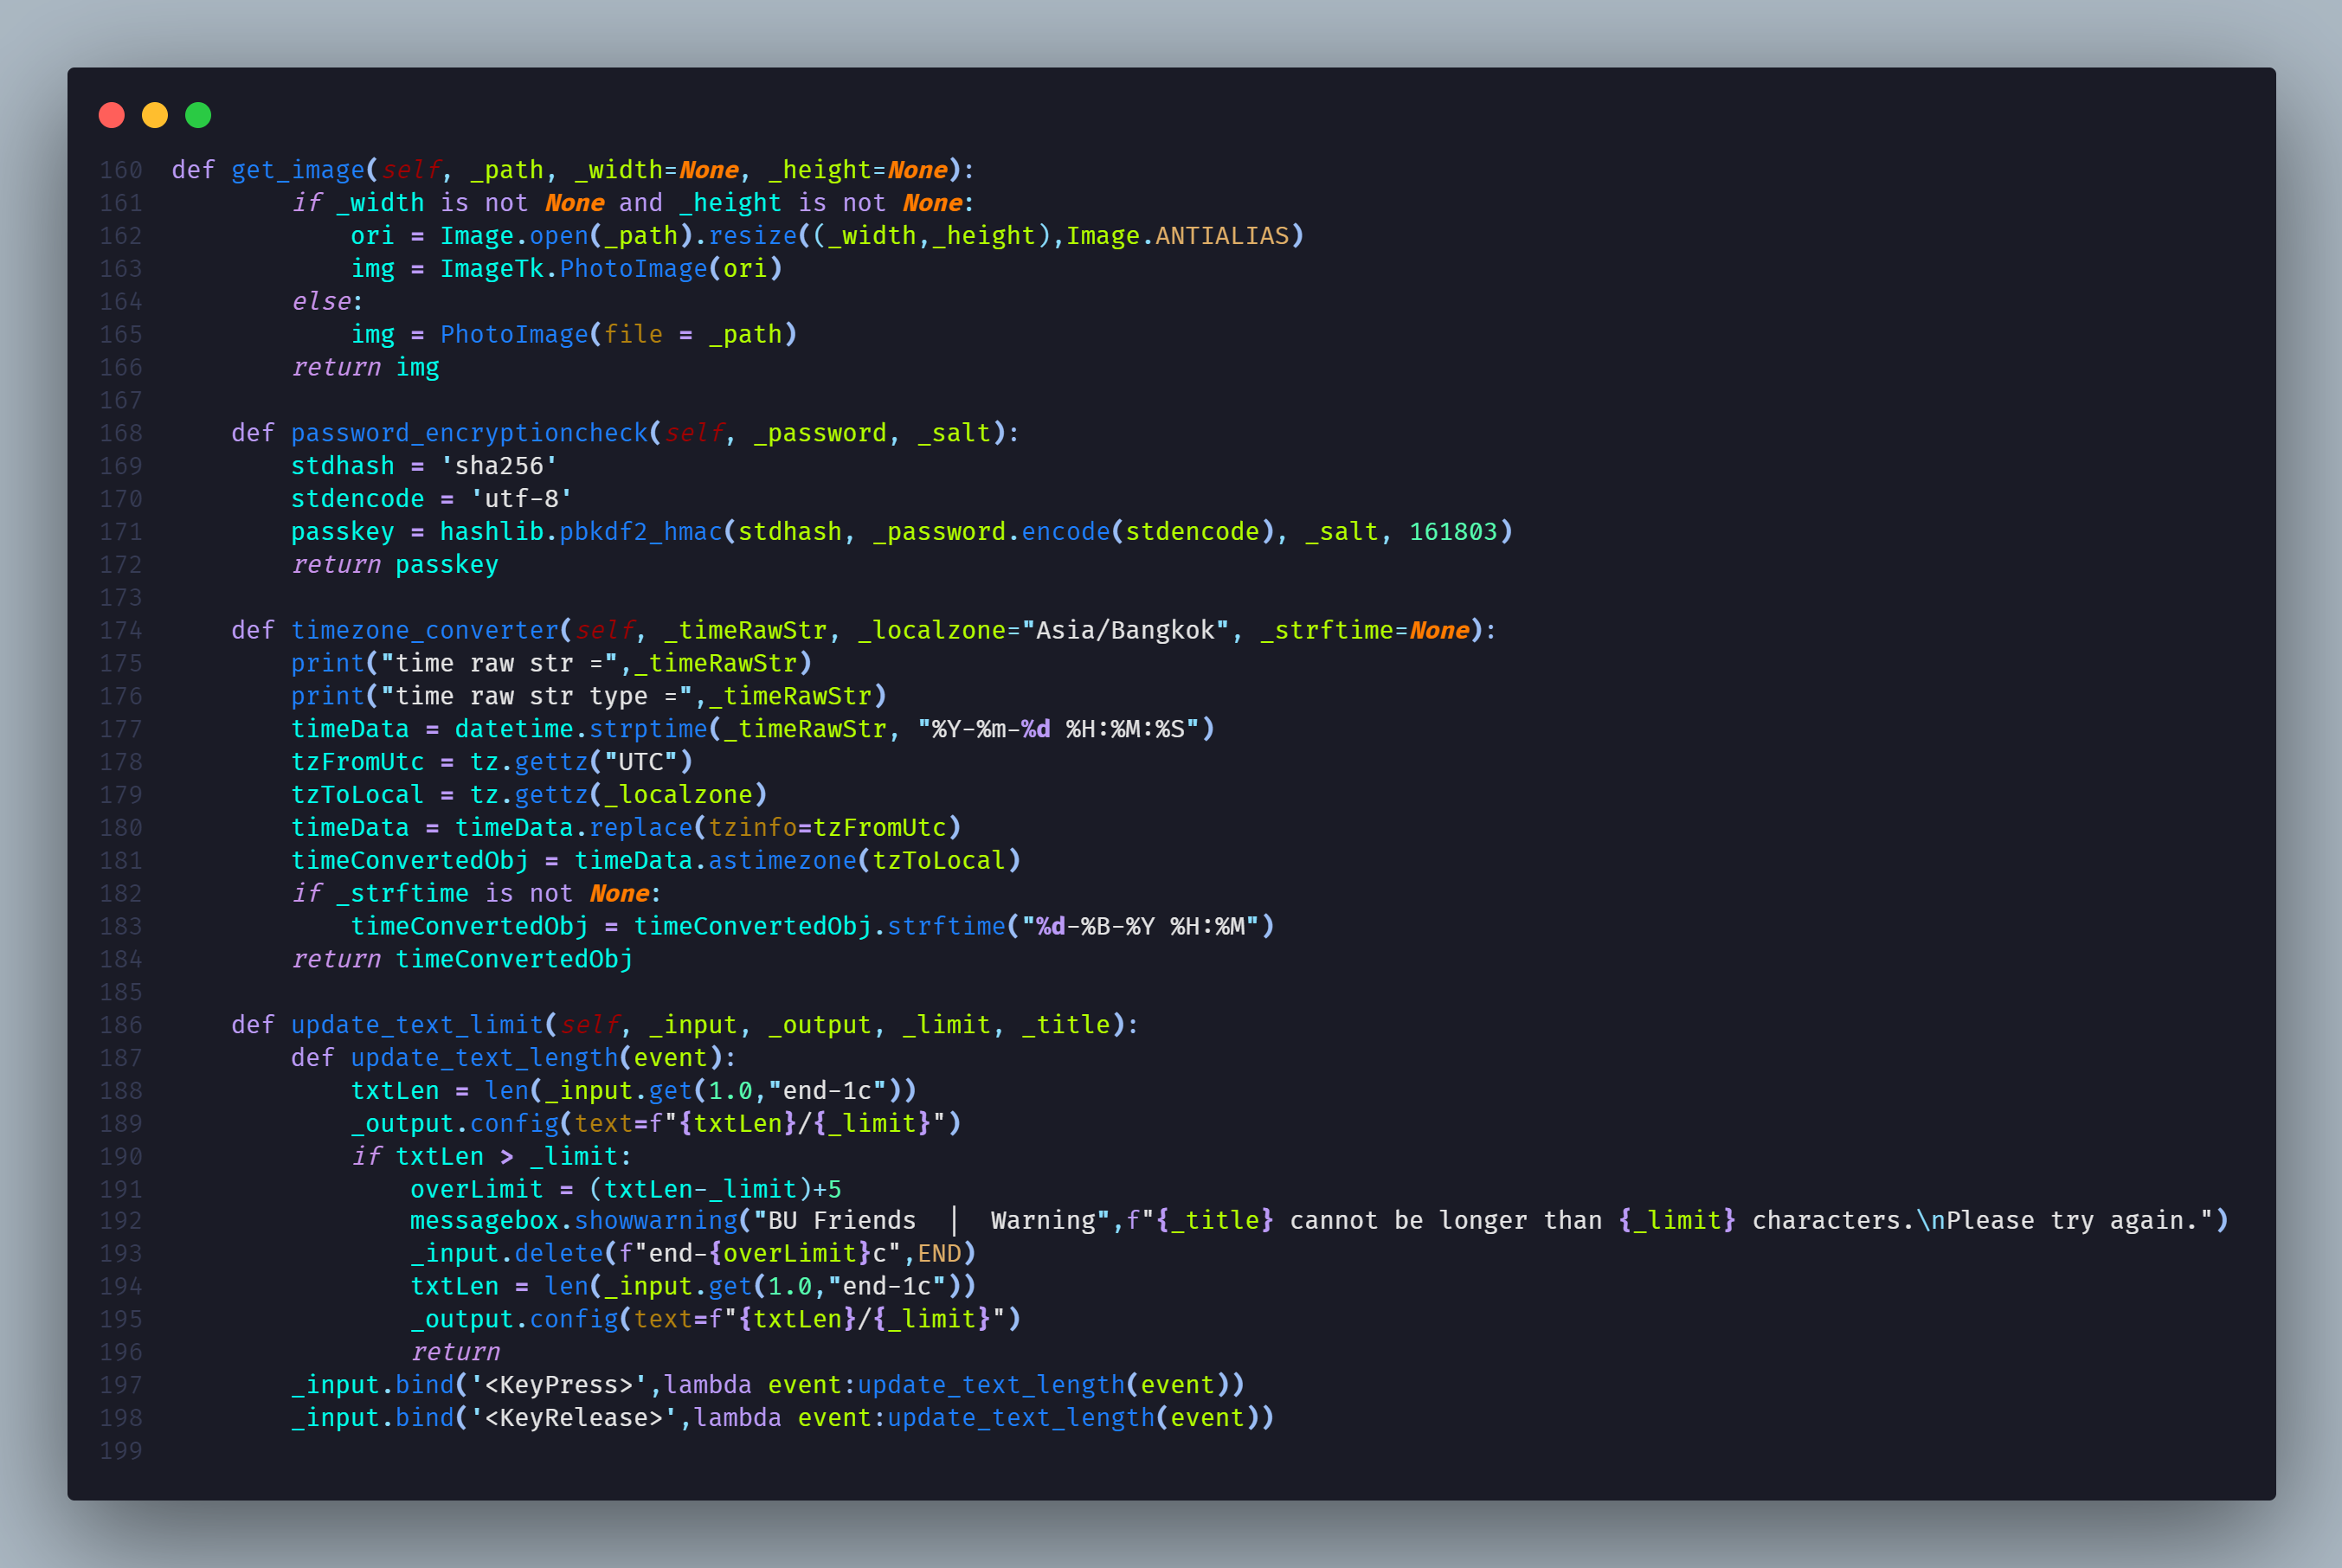 160 def get_image(self, _path, _width=None, _height=None):
161         if _width is not None and _height is not None:
162             ori = Image.open(_path).resize((_width,_height),Image.ANTIALIAS)
163             img = ImageTk.PhotoImage(ori)
164         else:
165             img = PhotoImage(file = _path)
166         return img
167
168     def password_encryptioncheck(self, _password, _salt):
169         stdhash = 'sha256'
170         stdencode = 'utf-8'
171         passkey = hashlib.pbkdf2_hmac(stdhash, _password.encode(stdencode), _salt, 161803)
172         return passkey
173
174     def timezone_converter(self, _timeRawStr, _localzone="Asia/Bangkok", _strftime=None):
175         print("time raw str =",_timeRawStr)
176         print("time raw str type =",_timeRawStr)
177         timeData = datetime.strptime(_timeRawStr, "%Y-%m-%d %H:%M:%S")
178         tzFromUtc = tz.gettz("UTC")
179         tzToLocal = tz.gettz(_localzone)
180         timeData = timeData.replace(tzinfo=tzFromUtc)
181         timeConvertedObj = timeData.astimezone(tzToLocal)
182         if _strftime is not None:
183             timeConvertedObj = timeConvertedObj.strftime("%d-%B-%Y %H:%M")
184         return timeConvertedObj
185
186     def update_text_limit(self, _input, _output, _limit, _title):
187         def update_text_length(event):
188             txtLen = len(_input.get(1.0,"end-1c"))
189             _output.config(text=f"{txtLen}/{_limit}")
190             if txtLen > _limit:
191                 overLimit = (txtLen-_limit)+5
192                 messagebox.showwarning("BU Friends  |  Warning",f"{_title} cannot be longer than {_limit} characters.\nPlease try again.")
193                 _input.delete(f"end-{overLimit}c",END)
194                 txtLen = len(_input.get(1.0,"end-1c"))
195                 _output.config(text=f"{txtLen}/{_limit}")
196                 return
197         _input.bind('<KeyPress>',lambda event:update_text_length(event))
198         _input.bind('<KeyRelease>',lambda event:update_text_length(event))
199